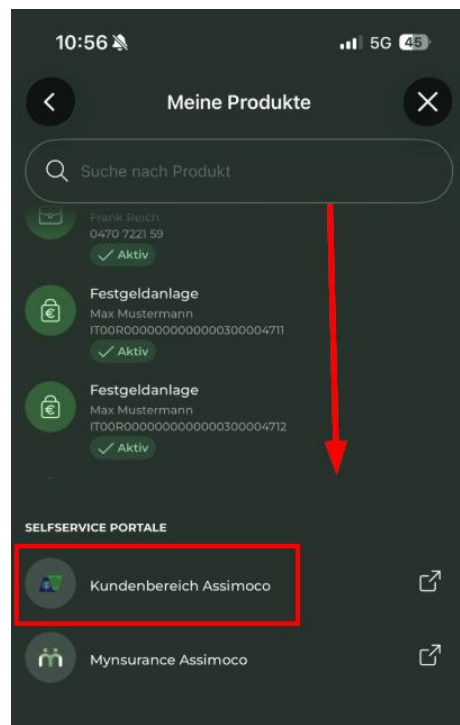 10:56
5G 45
Meine Produkte
Suche nach Produkt
Frank Reich
0470 7221 59
Aktiv
Festgeldanlage
Max Mustermann
IT00R0000000000000300004711
Aktiv
Festgeldanlage
Max Mustermann
IT00R0000000000000300004712
Aktiv
SELFSERVICE PORTALE
Kundenbereich Assimoco
Mynsurance Assimoco